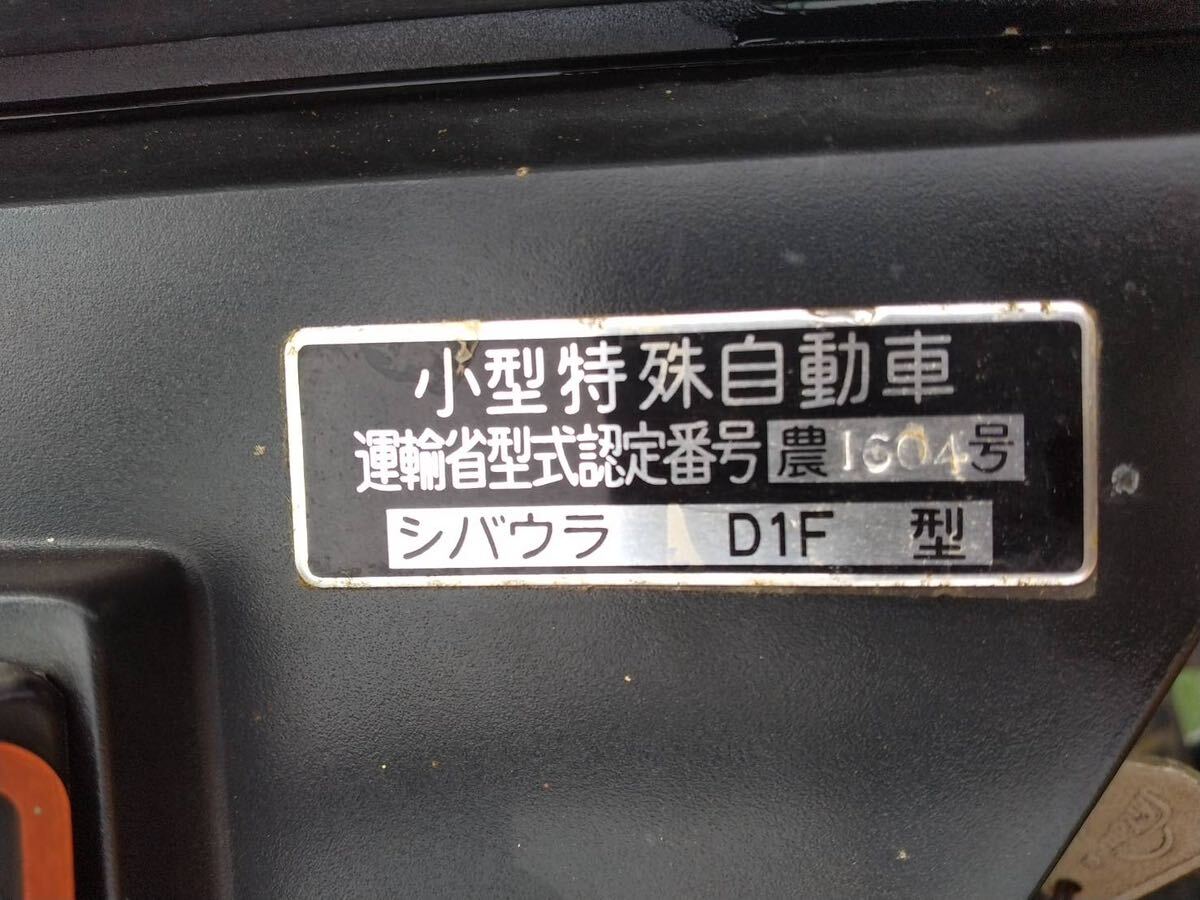 小型特殊自動車
運輸省型式認定番号 農1604号
シバウラ D1F 型